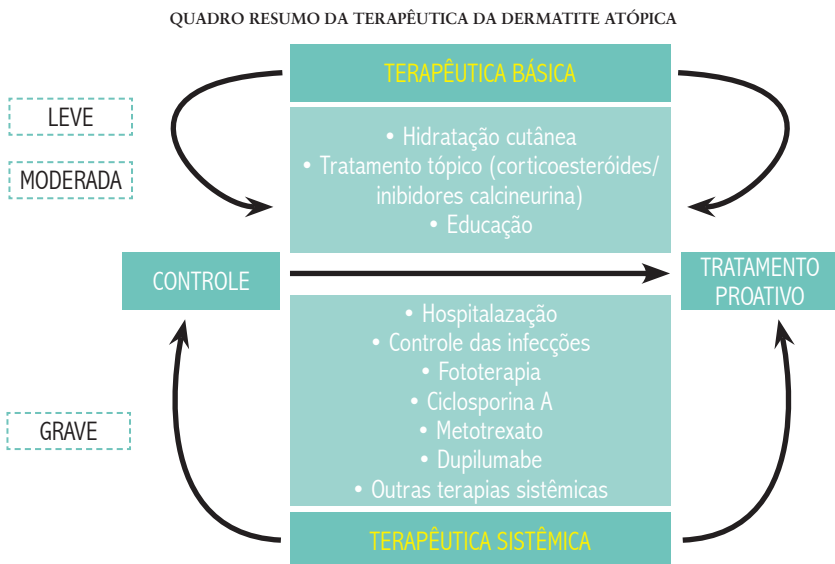 QUADRO RESUMO DA TERAPÊUTICA DA DERMATITE ATÓPICA
TERAPÊUTICA BÁSICA
LEVE
MODERADA
• Hidratação cutânea
• Tratamento tópico (corticoesteróides/
inibidores calcineurina)
• Educação
CONTROLE
TRATAMENTO
PROATIVO
• Hospitalazação
• Controle das infecções
• Fototerapia
• Ciclosporina A
• Metotrexato
• Dupilumabe
• Outras terapias sistêmicas
GRAVE
TERAPÊUTICA SISTÊMICA